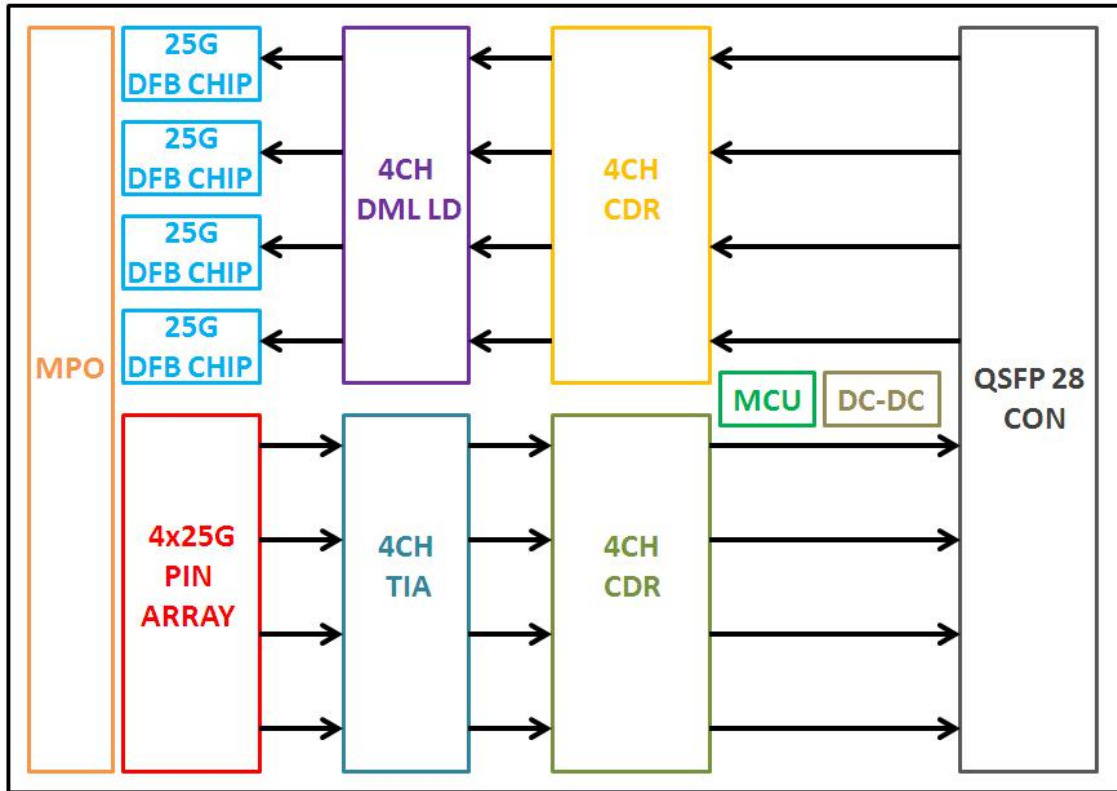 25G
DFB CHIP
25G
DFB CHIP
25G
DFB CHIP
25G
DFB CHIP
4CH
DML LD
4CH
CDR
MPO
QSFP 28
CON
MCU
DC-DC
4x25G
PIN
ARRAY
4CH
TIA
4CH
CDR